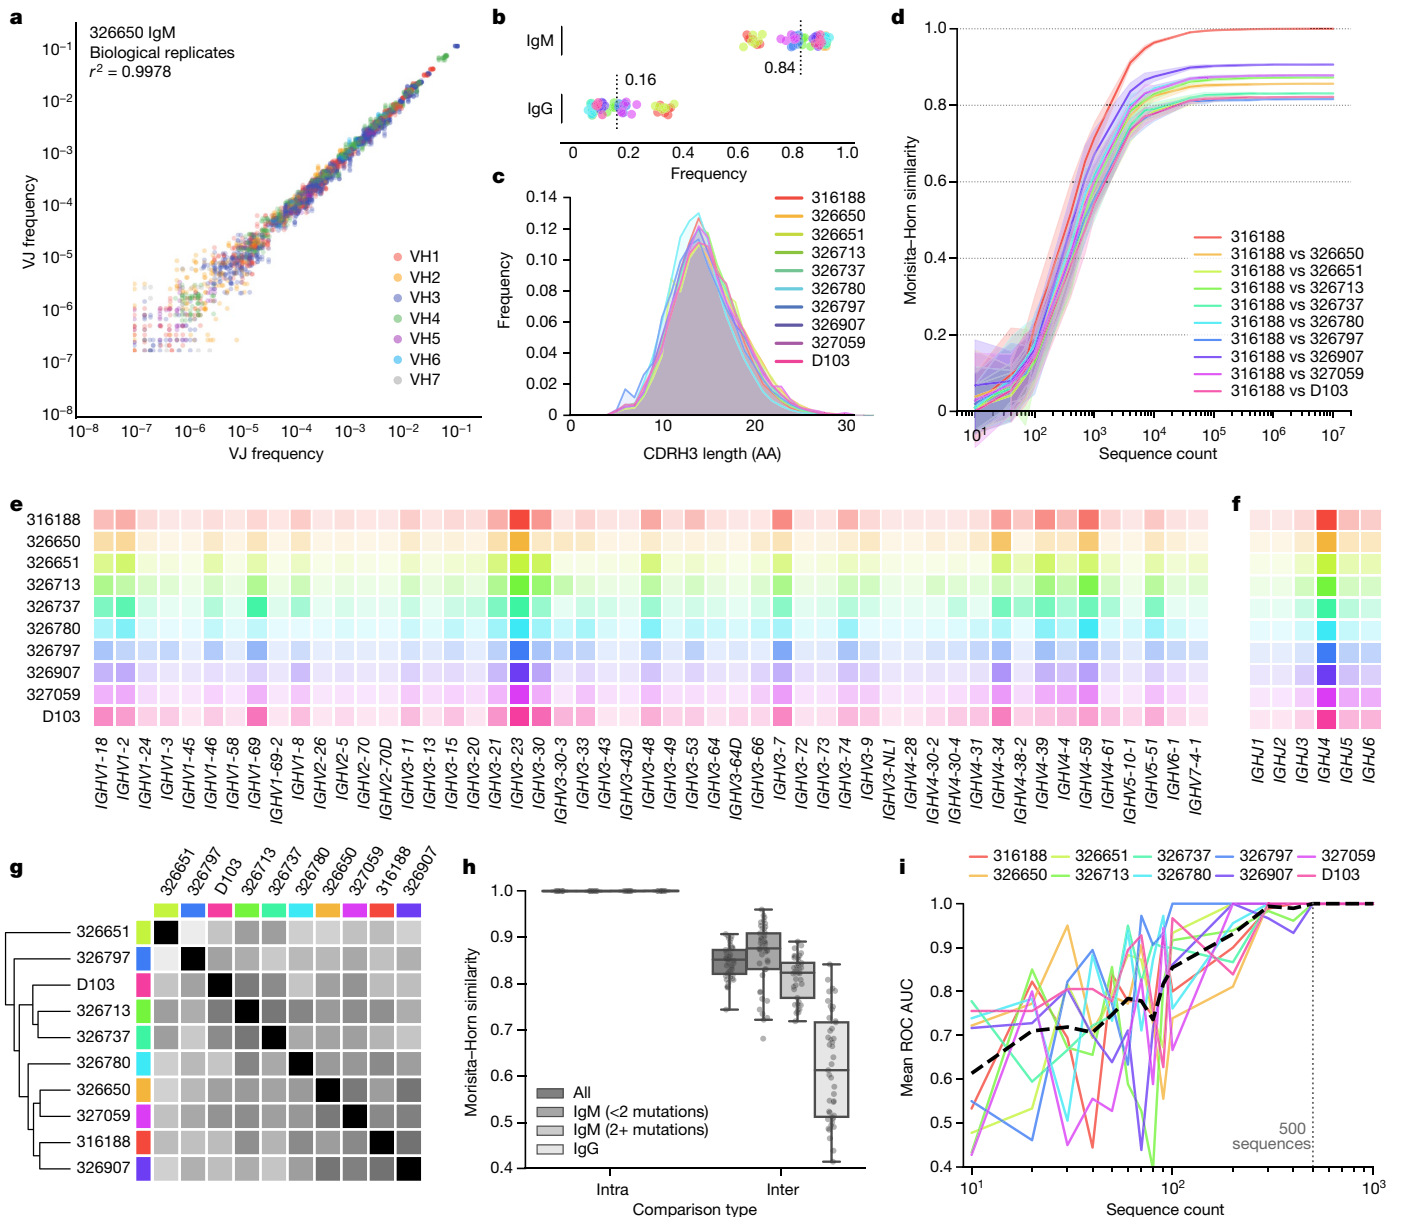 a
326650 IgM
Biological replicates
r² = 0.9978
10⁻¹
10⁻²
10⁻³
10⁻⁴
10⁻⁵
10⁻⁶
10⁻⁷
10⁻⁸
VJ frequency
VH1
VH2
VH3
VH4
VH5
VH6
VH7
10⁻⁸ 10⁻⁷ 10⁻⁶ 10⁻⁵ 10⁻⁴ 10⁻³ 10⁻² 10⁻¹
VJ frequency
b
IgM
0.84
0.16
IgG
0 0.2 0.4 0.6 0.8 1.0
Frequency
c
0.14
0.12
0.10
0.08
0.06
0.04
0.02
0
Frequency
316188
326650
326651
326713
326737
326780
326797
326907
327059
D103
0 10 20 30
CDRH3 length (AA)
d
1.0
0.8
0.6
0.4
0.2
0
Morisita–Horn similarity
316188
316188 vs 326650
316188 vs 326651
316188 vs 326713
316188 vs 326737
316188 vs 326780
316188 vs 326797
316188 vs 326907
316188 vs 327059
316188 vs D103
10¹ 10² 10³ 10⁴ 10⁵ 10⁶ 10⁷
Sequence count
e
316188
326650
326651
326713
326737
326780
326797
326907
327059
D103
IGHV1-18
IGHV1-2
IGHV1-24
IGHV1-3
IGHV1-45
IGHV1-46
IGHV1-58
IGHV1-69
IGHV1-69-2
IGHV1-8
IGHV2-26
IGHV2-5
IGHV2-70
IGHV2-70D
IGHV3-11
IGHV3-13
IGHV3-15
IGHV3-20
IGHV3-21
IGHV3-23
IGHV3-30
IGHV3-30-3
IGHV3-33
IGHV3-43
IGHV3-43D
IGHV3-48
IGHV3-49
IGHV3-53
IGHV3-64
IGHV3-64D
IGHV3-66
IGHV3-7
IGHV3-72
IGHV3-73
IGHV3-74
IGHV3-9
IGHV3-NL1
IGHV4-28
IGHV4-30-2
IGHV4-30-4
IGHV4-31
IGHV4-34
IGHV4-38-2
IGHV4-39
IGHV4-4
IGHV4-59
IGHV4-61
IGHV5-10-1
IGHV5-51
IGHV6-1
IGHV7-4-1
f
IGHJ1
IGHJ2
IGHJ3
IGHJ4
IGHJ5
IGHJ6
g
326651
326797
D103
326713
326737
326780
326650
327059
316188
326907
326651
326797
D103
326713
326737
326780
326650
327059
316188
326907
h
1.0
0.9
0.8
0.7
0.6
0.5
0.4
Morisita–Horn similarity
All
IgM (<2 mutations)
IgM (2+ mutations)
IgG
Intra Inter
Comparison type
i
316188 326651 326737 326797 327059
326650 326713 326780 326907 D103
1.0
0.9
0.8
0.7
0.6
0.5
0.4
Mean ROC AUC
500
sequences
10¹ 10² 10³
Sequence count